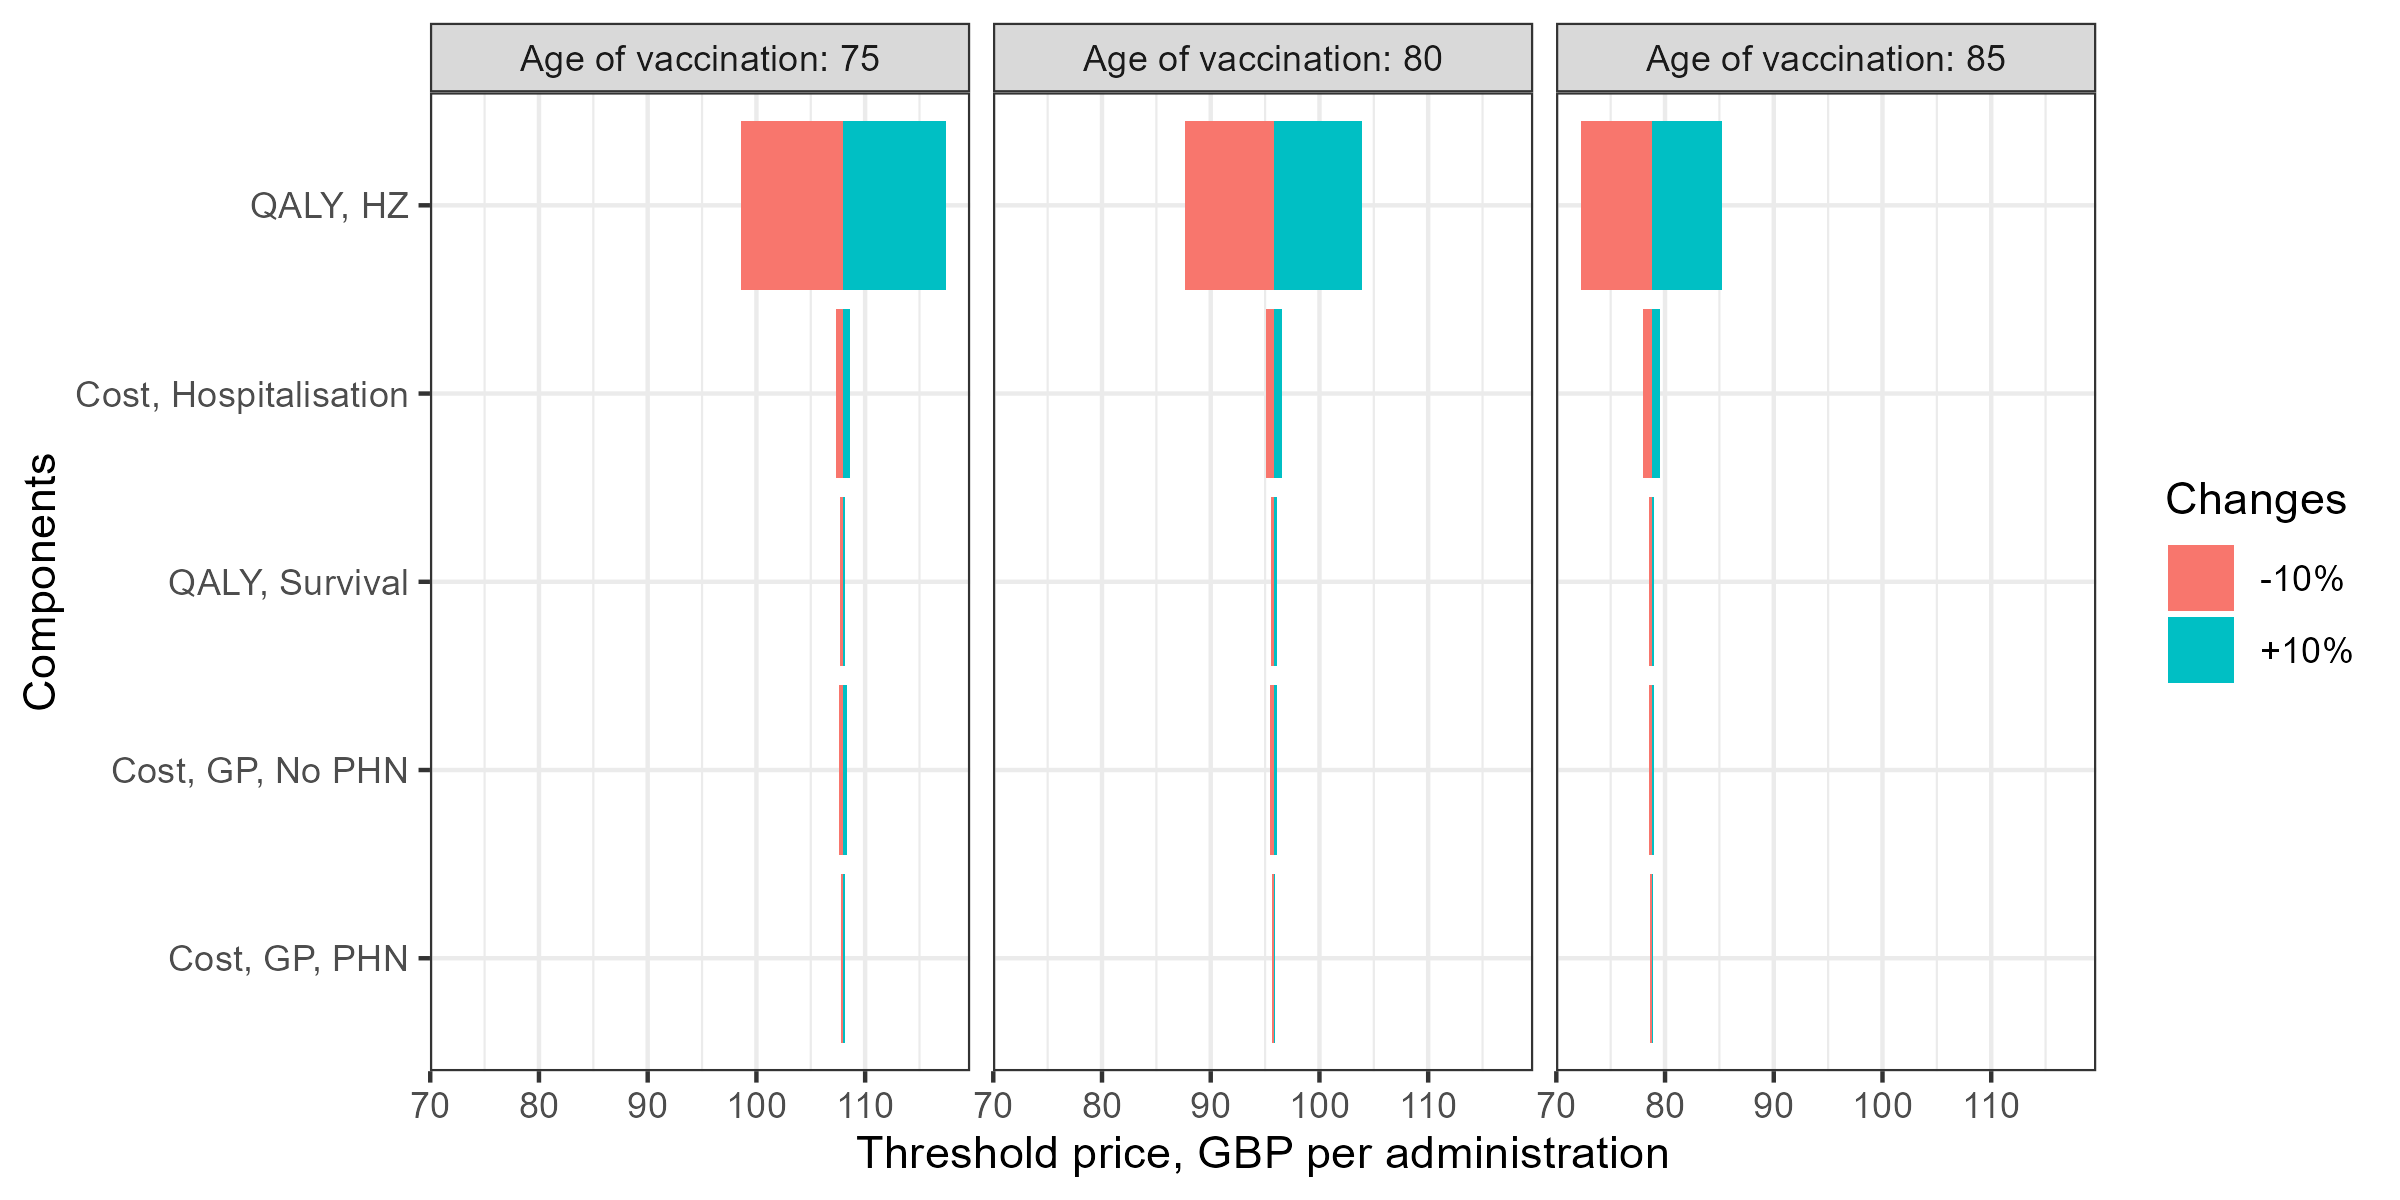 Age of vaccination: 75
Age of vaccination: 80
Age of vaccination: 85
QALY, HZ
Cost, Hospitalisation
QALY, Survival
Cost, GP, No PHN
Cost, GP, PHN
Components
70 80 90 100 110
70 80 90 100 110
70 80 90 100 110
Threshold price, GBP per administration
Changes
-10%
+10%